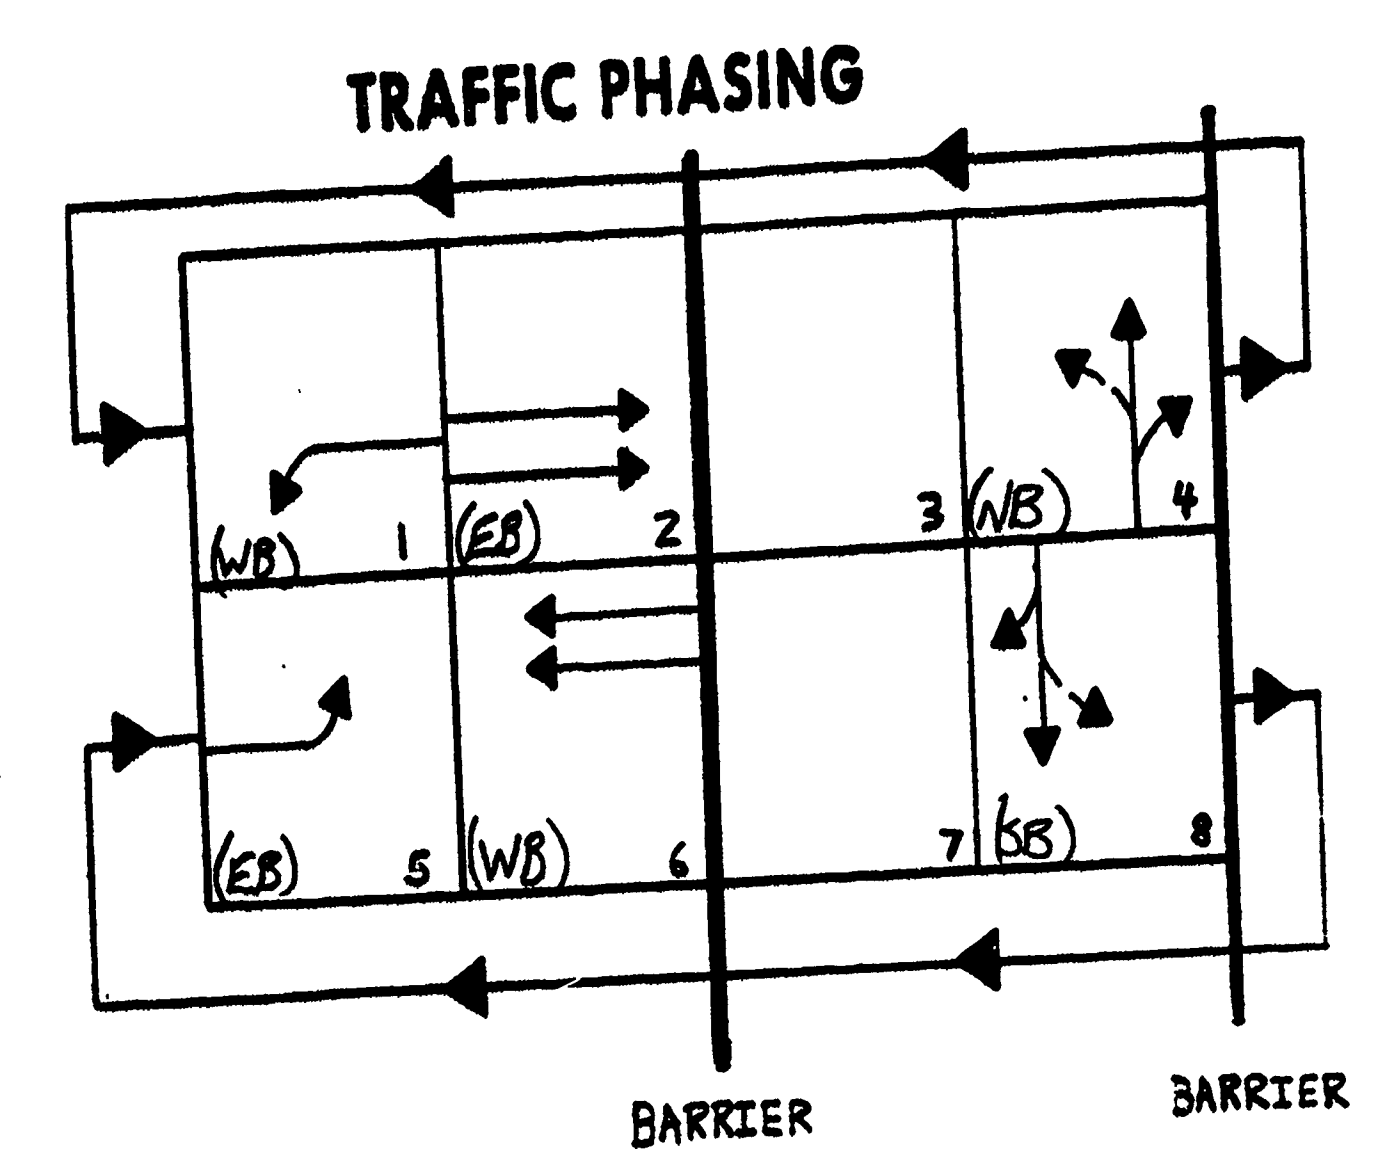 TRAFFIC PHASING
(WB) 1 (EB) 2 3 (NB) 4
(EB) 5 (WB) 6 7 (SB) 8
BARRIER BARRIER